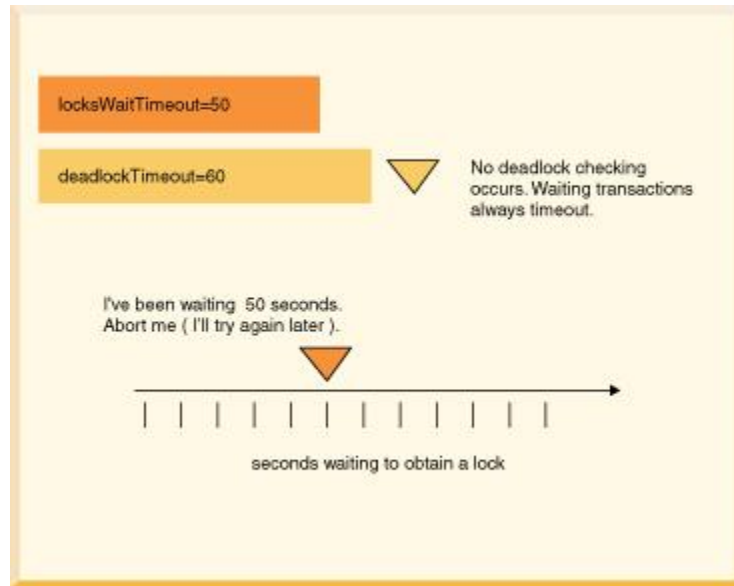 locksWaitTimeout=50
deadlockTimeout=60
No deadlock checking
occurs. Waiting transactions
always timeout.
I've been waiting  50 seconds.
Abort me ( I'll try again later ).
seconds waiting to obtain a lock